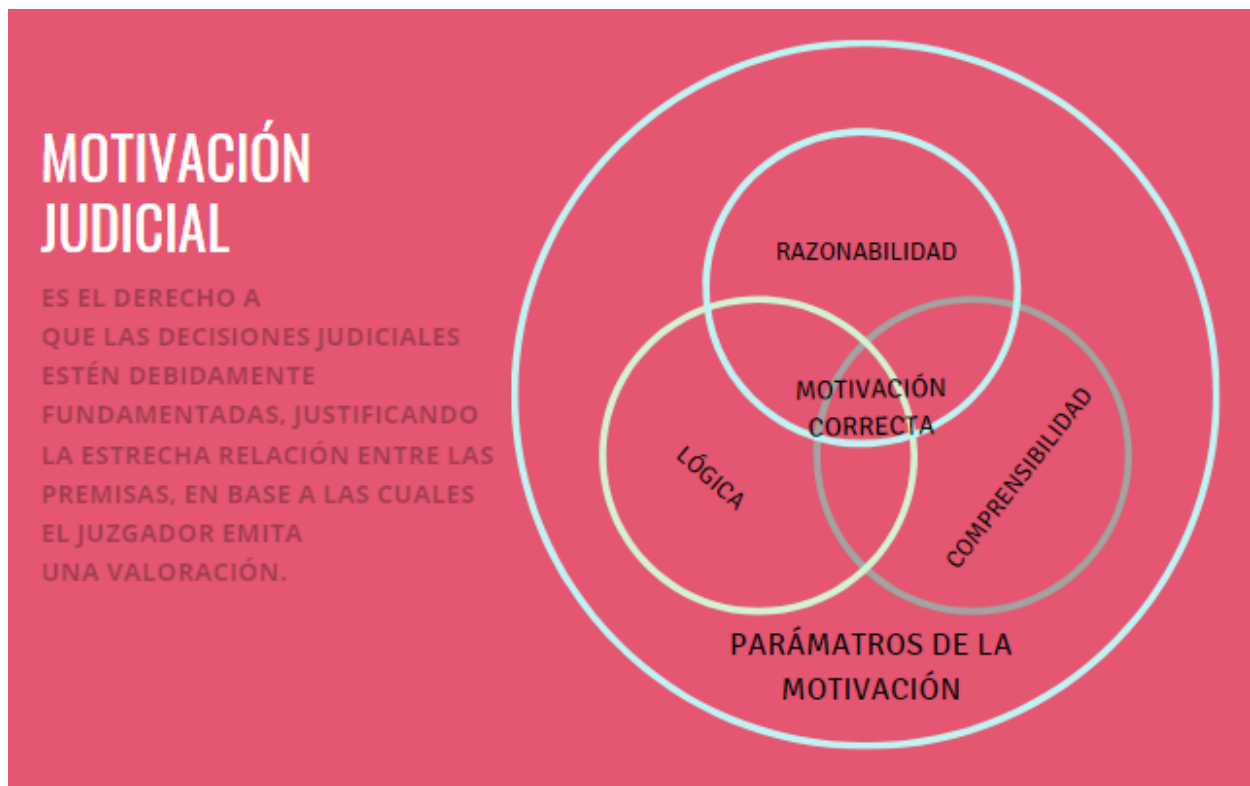 MOTIVACIÓN
JUDICIAL
ES EL DERECHO A
QUE LAS DECISIONES JUDICIALES
ESTÉN DEBIDAMENTE
FUNDAMENTADAS, JUSTIFICANDO
LA ESTRECHA RELACIÓN ENTRE LAS
PREMISAS, EN BASE A LAS CUALES
EL JUZGADOR EMITA
UNA VALORACIÓN.
RAZONABILIDAD
MOTIVACIÓN
CORRECTA
LÓGICA
COMPRENSIBILIDAD
PARÁMATROS DE LA
MOTIVACIÓN